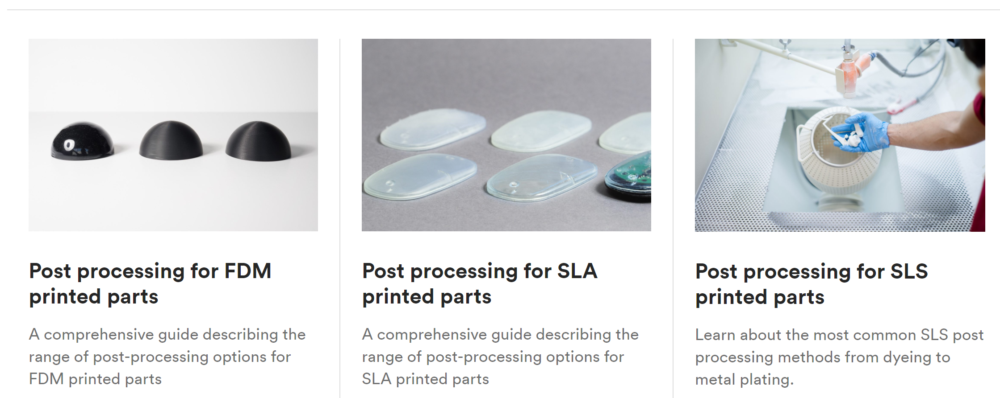 Post processing for FDM
printed parts
A comprehensive guide describing the
range of post-processing options for
FDM printed parts
Post processing for SLA
printed parts
A comprehensive guide describing the
range of post-processing options for
SLA printed parts
Post processing for SLS
printed parts
Learn about the most common SLS post
processing methods from dyeing to
metal plating.